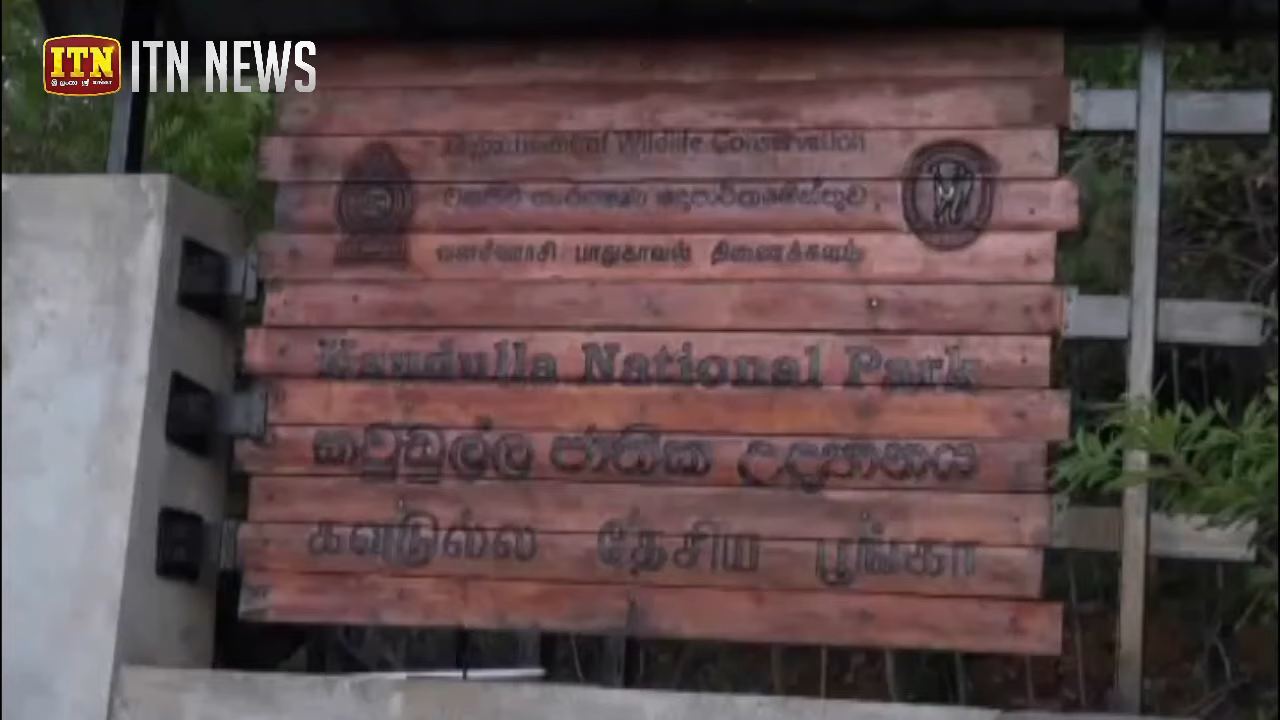 ITN ITN NEWS
Department of Wildlife Conservation
වනජීවී සංරක්ෂණ දෙපාර්තමේන්තුව
வனச்ஜீவராசி பாதுகாவல் திணைக்களம்
Kaudulla National Park
කවුඩුල්ල ජාතික උද්‍යානය
கவுடுல்ல தேசிய பூங்கா